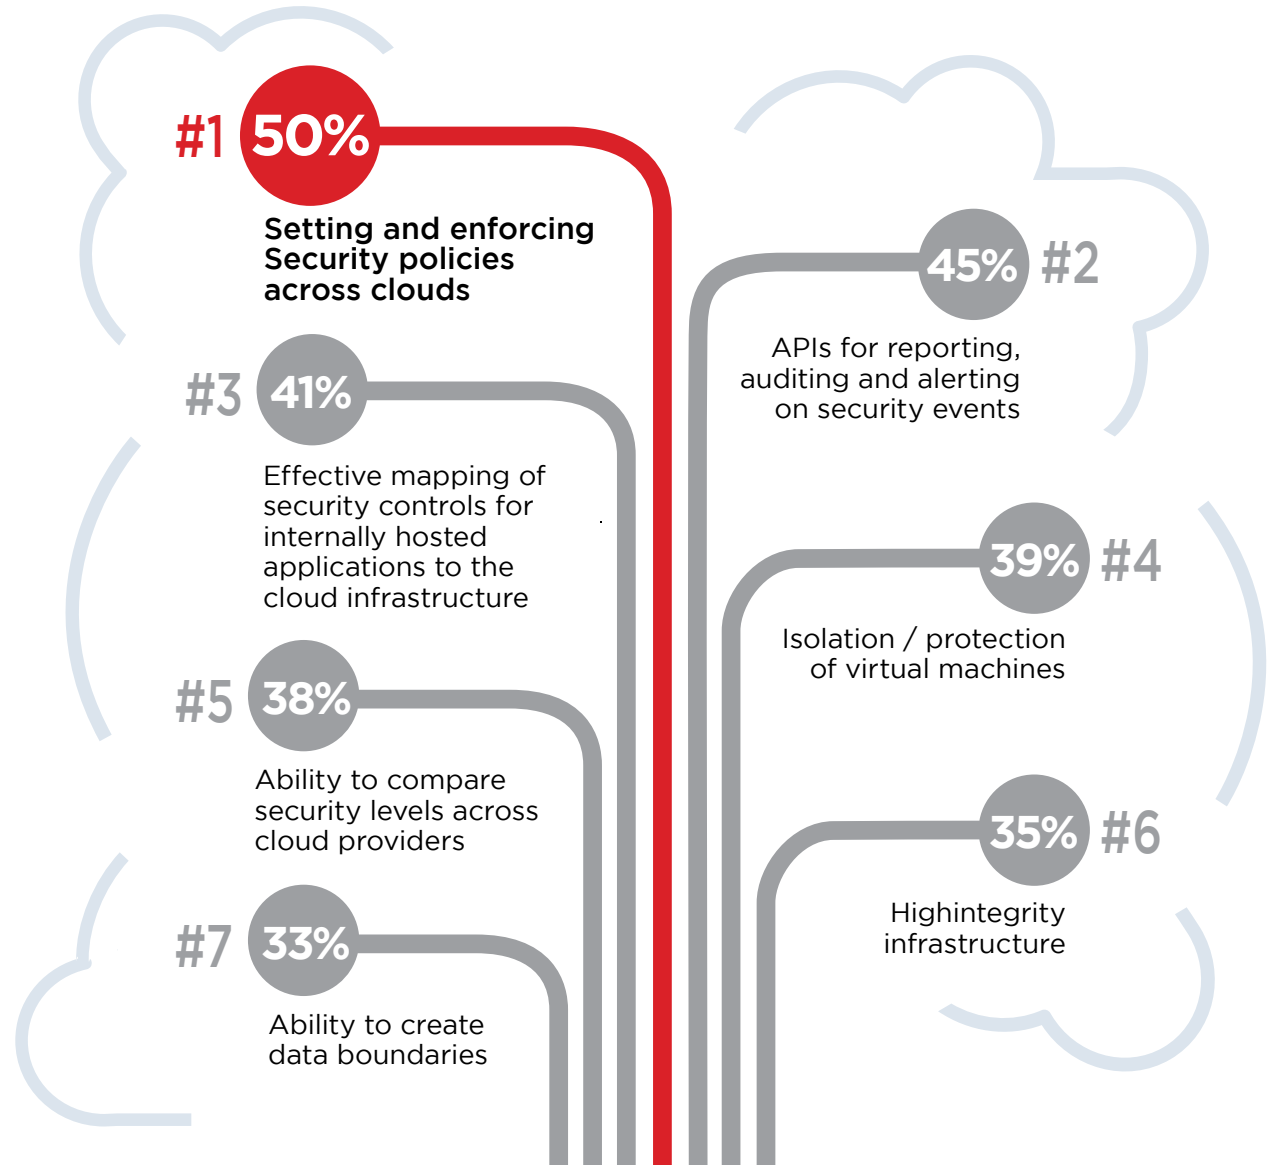 #1 50%
Setting and enforcing
Security policies
across clouds
45% #2
APIs for reporting,
auditing and alerting
on security events
#3 41%
Effective mapping of
security controls for
internally hosted
applications to the
cloud infrastructure
39% #4
Isolation / protection
of virtual machines
#5 38%
Ability to compare
security levels across
cloud providers
35% #6
Highintegrity
infrastructure
#7 33%
Ability to create
data boundaries